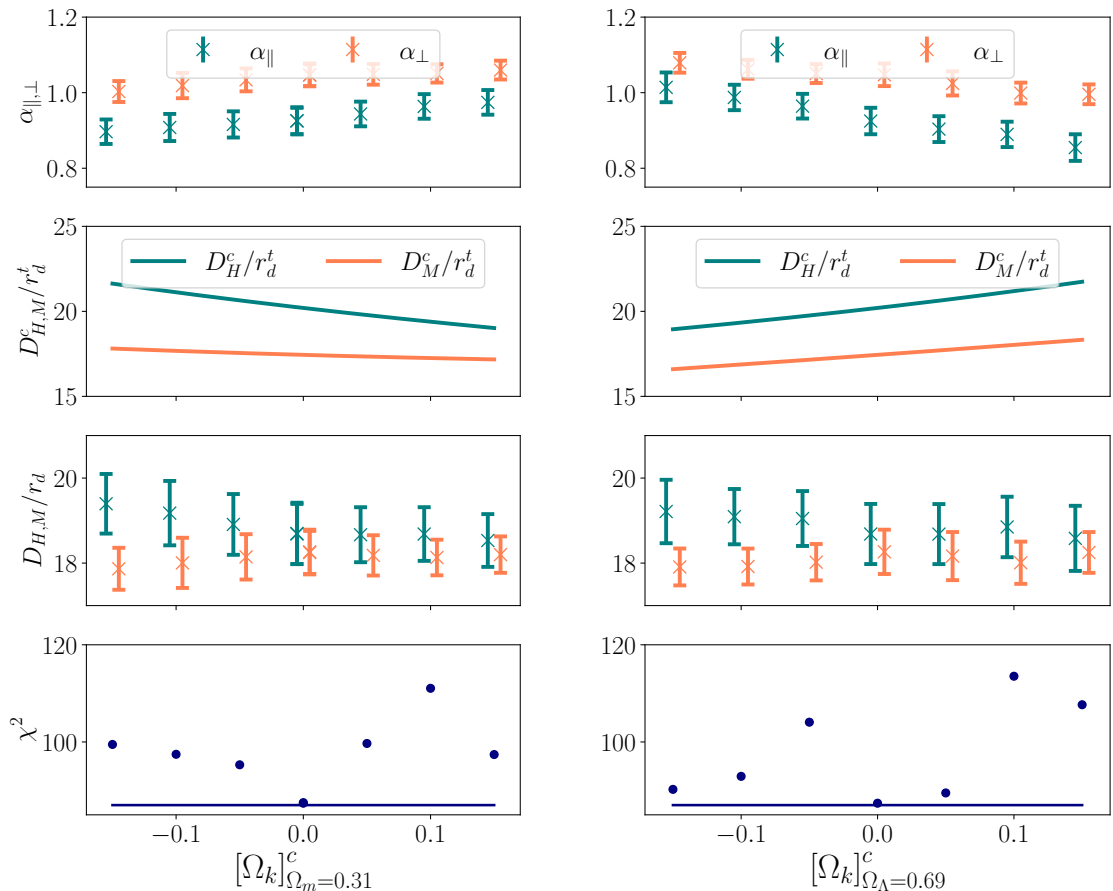 1.2
1.0
0.8
α∥,⊥
α∥ α⊥
1.2
1.0
0.8
α∥ α⊥
25
20
15
D^c_{H,M}/r^t_d
D^c_H/r^t_d D^c_M/r^t_d
25
20
15
D^c_H/r^t_d D^c_M/r^t_d
20
18
D_{H,M}/r_d
20
18
120
100
χ²
−0.1 0.0 0.1
[Ω_k]^c_{Ω_m=0.31}
120
100
−0.1 0.0 0.1
[Ω_k]^c_{Ω_Λ=0.69}